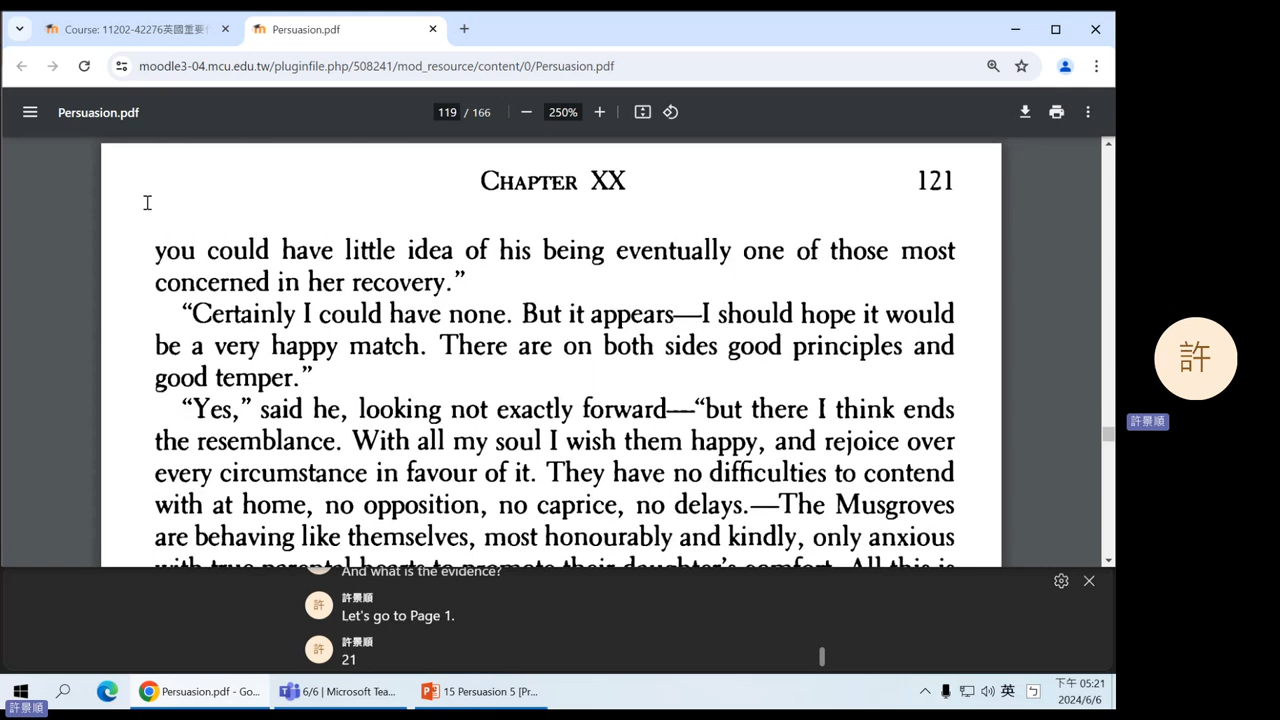 Course: 11202-42276英國重要作
Persuasion.pdf
moodle3-04.mcu.edu.tw/pluginfile.php/508241/mod_resource/content/0/Persuasion.pdf
Persuasion.pdf
119 / 166
250%
CHAPTER XX
121
you could have little idea of his being eventually one of those most
concerned in her recovery.”
“Certainly I could have none. But it appears—I should hope it would
be a very happy match. There are on both sides good principles and
good temper.”
“Yes,” said he, looking not exactly forward—“but there I think ends
the resemblance. With all my soul I wish them happy, and rejoice over
every circumstance in favour of it. They have no difficulties to contend
with at home, no opposition, no caprice, no delays.—The Musgroves
are behaving like themselves, most honourably and kindly, only anxious
with true parental hearts to promote their daughter's comfort. All this is
And what is the evidence?
許 許景順
Let's go to Page 1.
許 許景順
21
許
許景順
Persuasion.pdf - Go...
6/6 | Microsoft Tea...
15 Persuasion 5 [Pr...
英
下午 05:21
2024/6/6
許景順